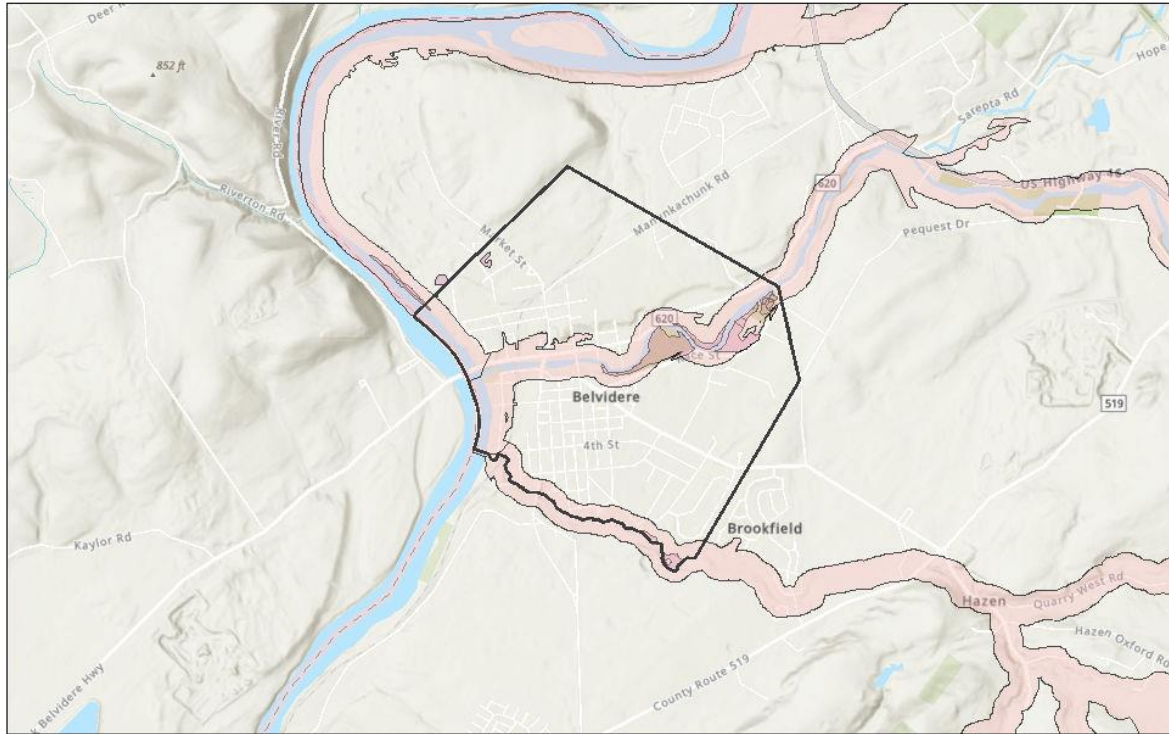 852 ft
River Rd
Riverton Rd
Market St
Manunkachunk Rd
Sarepta Rd
620
US Highway 46
Pequest Dr
620
Belvidere
519
4th St
Brookfield
Kaylor Rd
Hazen
Quarry West Rd
Hazen Oxford Rd
County Route 519
k Belvidere Hwy